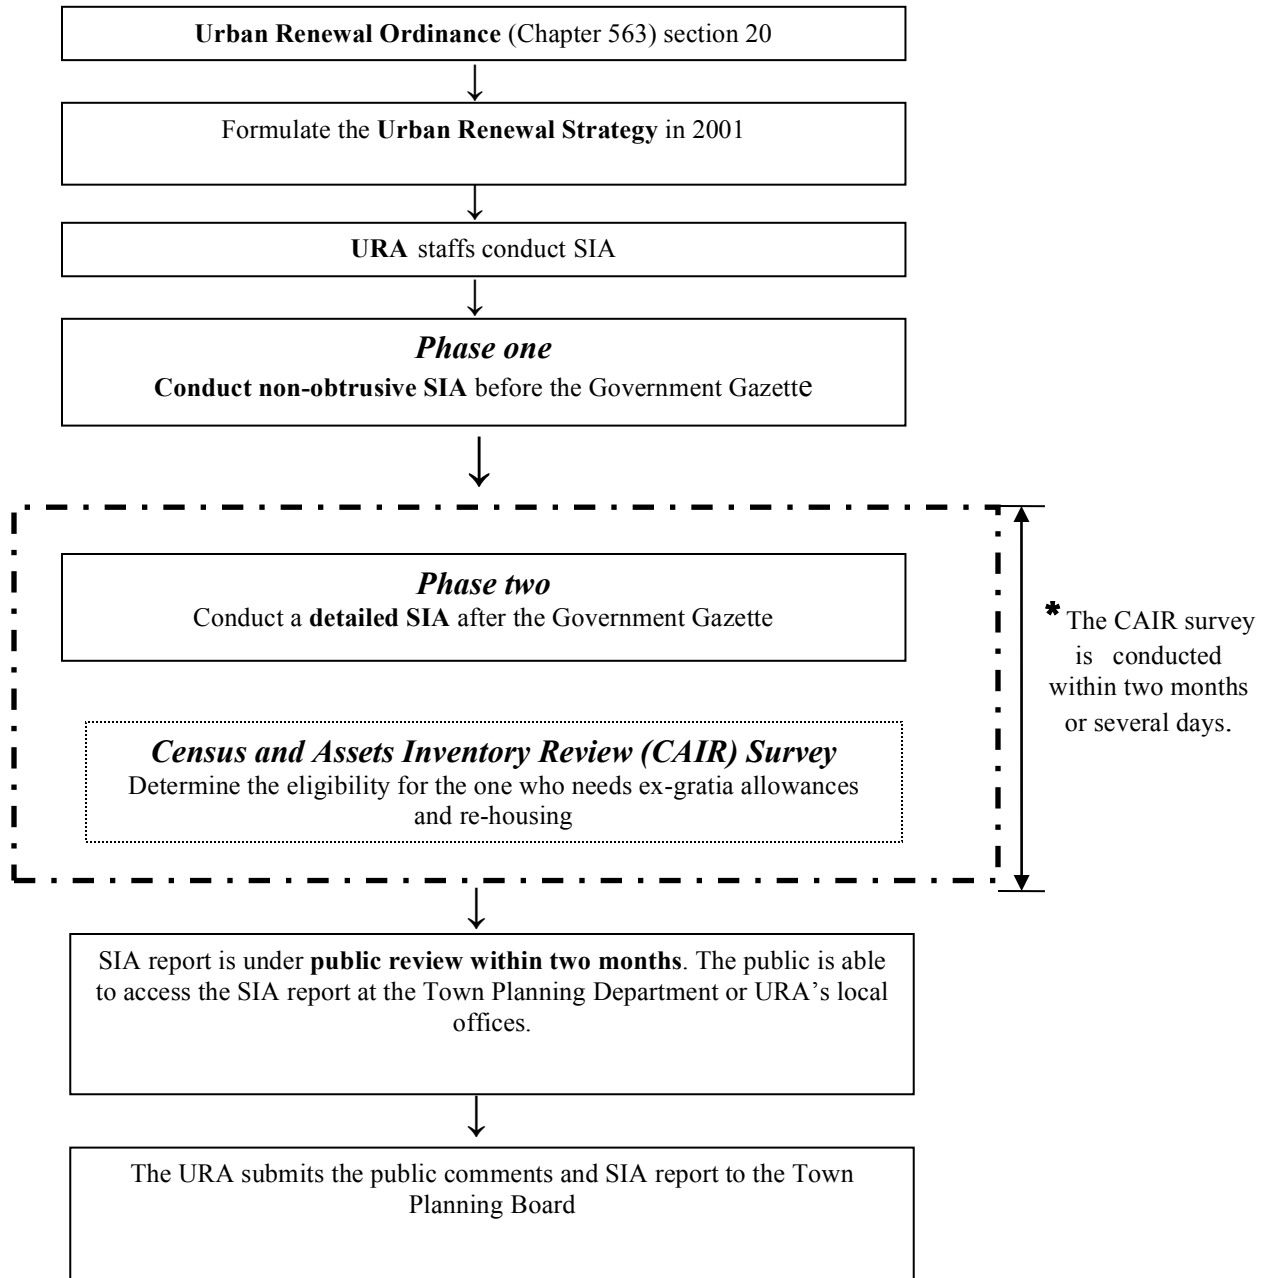 Urban Renewal Ordinance (Chapter 563) section 20
Formulate the Urban Renewal Strategy in 2001
URA staffs conduct SIA
Phase one
Conduct non-obtrusive SIA before the Government Gazette
Phase two
Conduct a detailed SIA after the Government Gazette
Census and Assets Inventory Review (CAIR) Survey
Determine the eligibility for the one who needs ex-gratia allowances
and re-housing
* The CAIR survey
is conducted
within two months
or several days.
SIA report is under public review within two months. The public is able
to access the SIA report at the Town Planning Department or URA’s local
offices.
The URA submits the public comments and SIA report to the Town
Planning Board